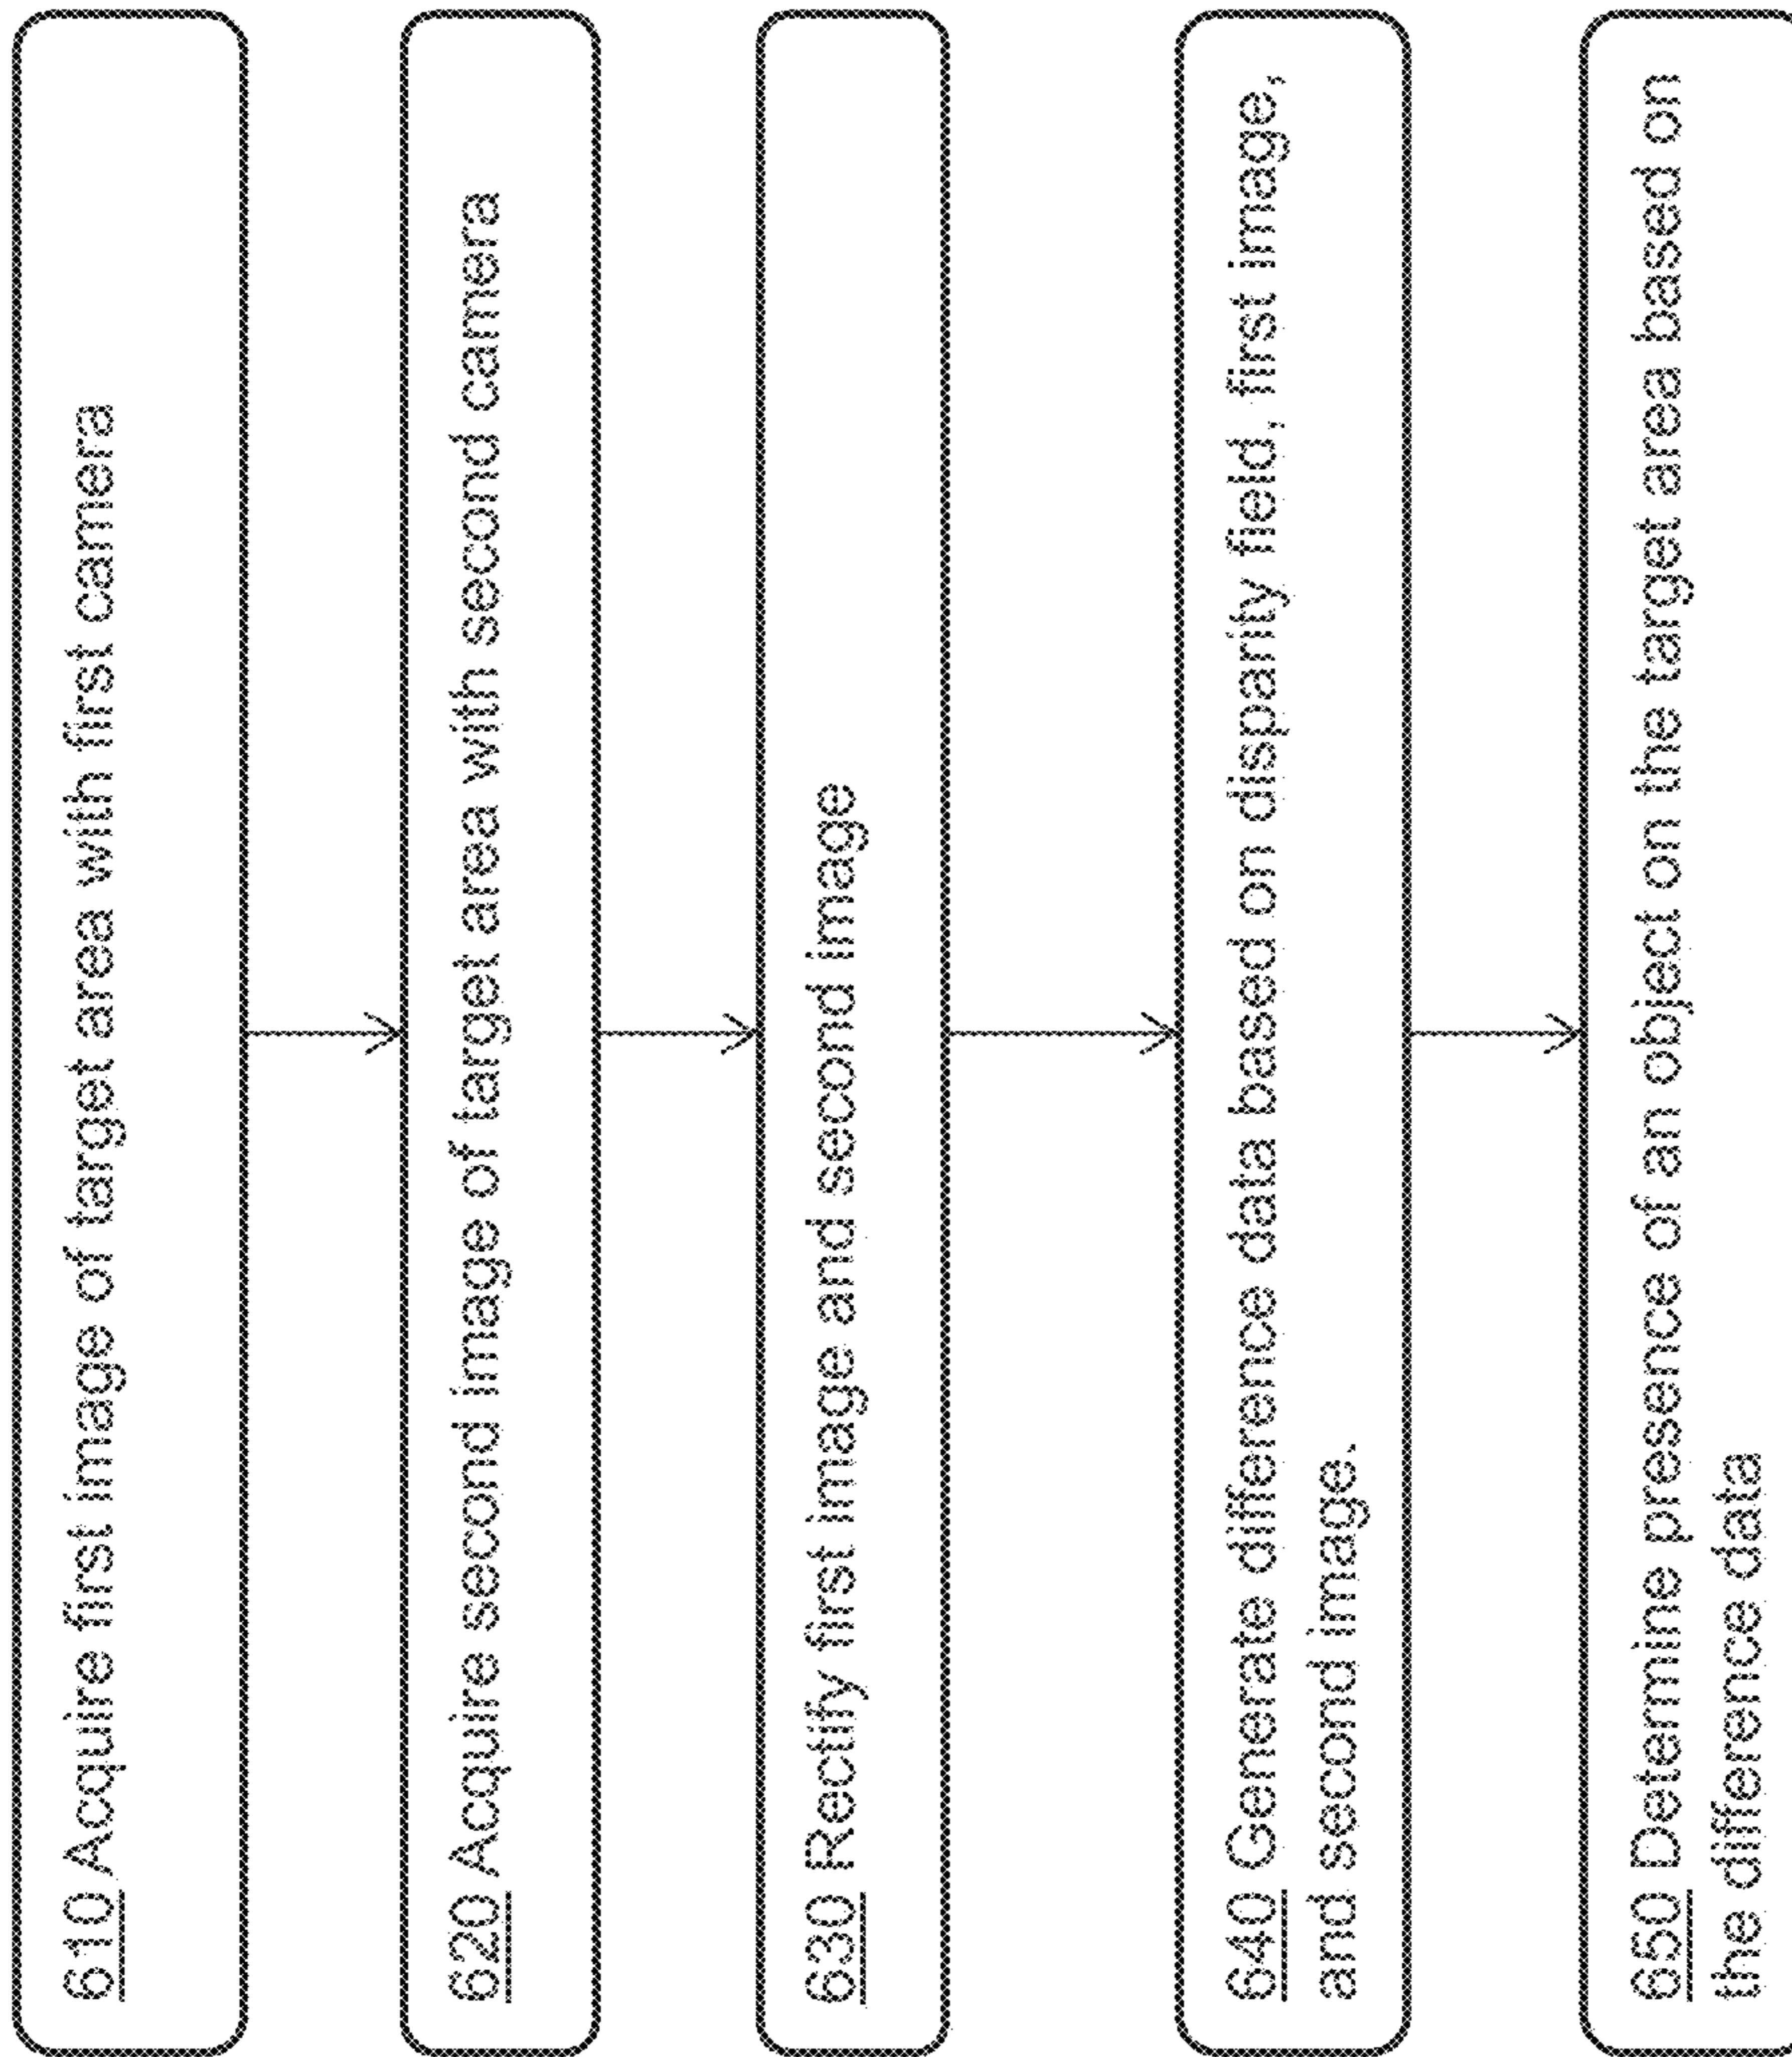 610 Acquire first image of target area with first camera
620 Acquire second image of target area with second camera
630 Rectify first image and second image
640 Generate difference data based on disparity field, first image,
and second image.
650 Determine presence of an object on the target area based on
the difference data